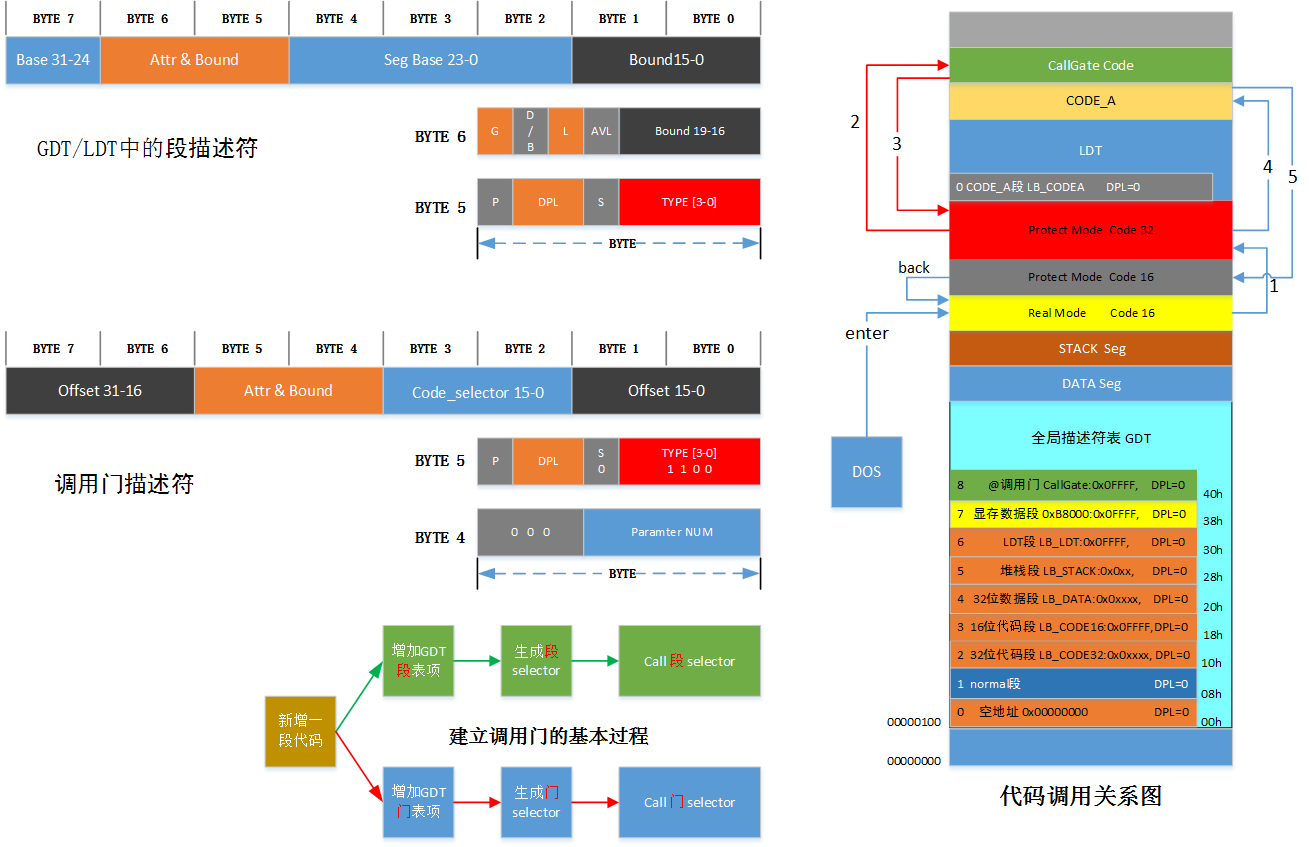 BYTE 7 BYTE 6 BYTE 5 BYTE 4 BYTE 3 BYTE 2 BYTE 1 BYTE 0
Base 31-24 Attr & Bound Seg Base 23-0 Bound15-0
BYTE 6 G D/B L AVL Bound 19-16
GDT/LDT中的段描述符
BYTE 5 P DPL S TYPE [3-0]
BYTE
BYTE 7 BYTE 6 BYTE 5 BYTE 4 BYTE 3 BYTE 2 BYTE 1 BYTE 0
Offset 31-16 Attr & Bound Code_selector 15-0 Offset 15-0
BYTE 5 P DPL S 0 TYPE [3-0] 1 1 0 0
调用门描述符
BYTE 4 0 0 0 Paramter NUM
BYTE
新增一
段代码
增加GDT
段表项
生成段
selector
Call 段 selector
建立调用门的基本过程
增加GDT
门表项
生成门
selector
Call 门 selector
CallGate Code
CODE_A
LDT
0 CODE_A段 LB_CODEA DPL=0
Protect Mode Code 32
Protect Mode Code 16
Real Mode Code 16
STACK Seg
DATA Seg
全局描述符表 GDT
8 @调用门 CallGate:0x0FFFF, DPL=0 40h
7 显存数据段 0xB8000:0x0FFFF, DPL=0 38h
6 LDT段 LB_LDT:0x0FFFF, DPL=0 30h
5 堆栈段 LB_STACK:0x0xx, DPL=0 28h
4 32位数据段 LB_DATA:0x0xxxx, DPL=0 20h
3 16位代码段 LB_CODE16:0x0FFFF,DPL=0 18h
2 32位代码段 LB_CODE32:0x0xxxx, DPL=0 10h
1 normal段 DPL=0 08h
0 空地址 0x00000000 DPL=0 00h
00000100
00000000
2
3
4
5
1
back
enter
DOS
代码调用关系图